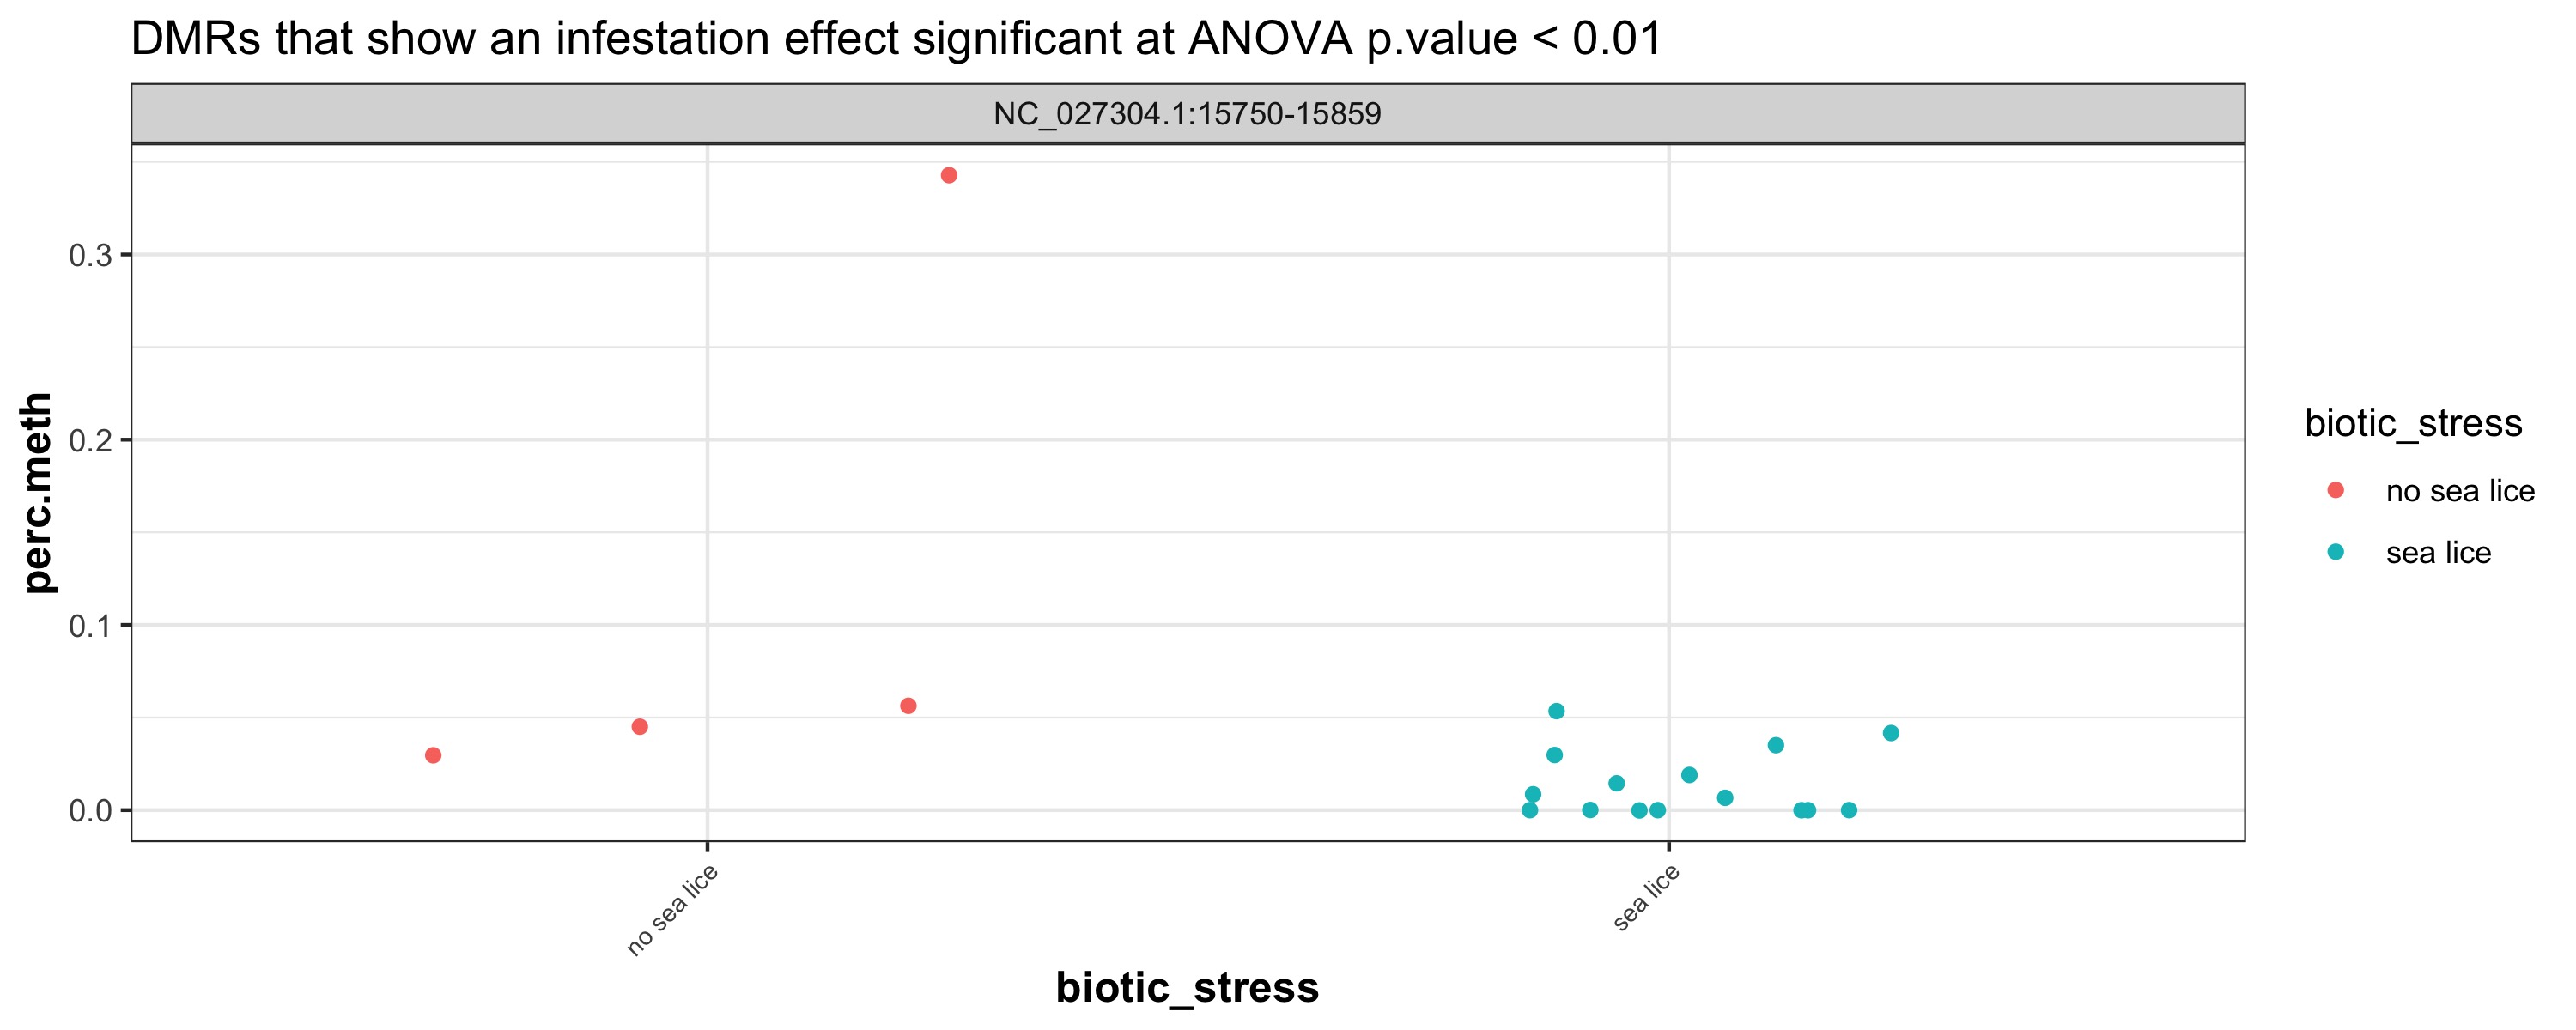 DMRs that show an infestation effect significant at ANOVA p.value < 0.01
NC_027304.1:15750-15859
perc.meth
0.3
0.2
0.1
0.0
no sea lice
sea lice
biotic_stress
biotic_stress
no sea lice
sea lice